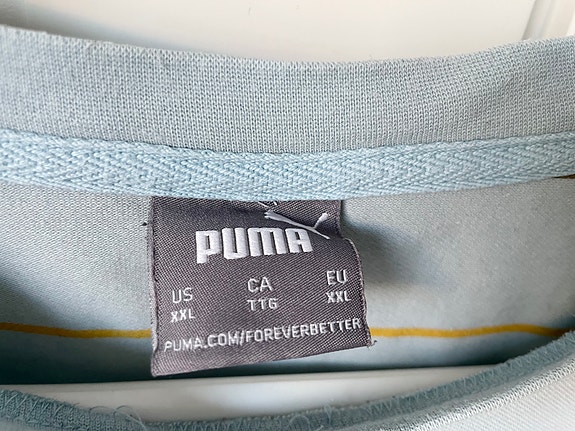 PUMA
US CA EU
XXL TTG XXL
PUMA.COM/FOREVERBETTER